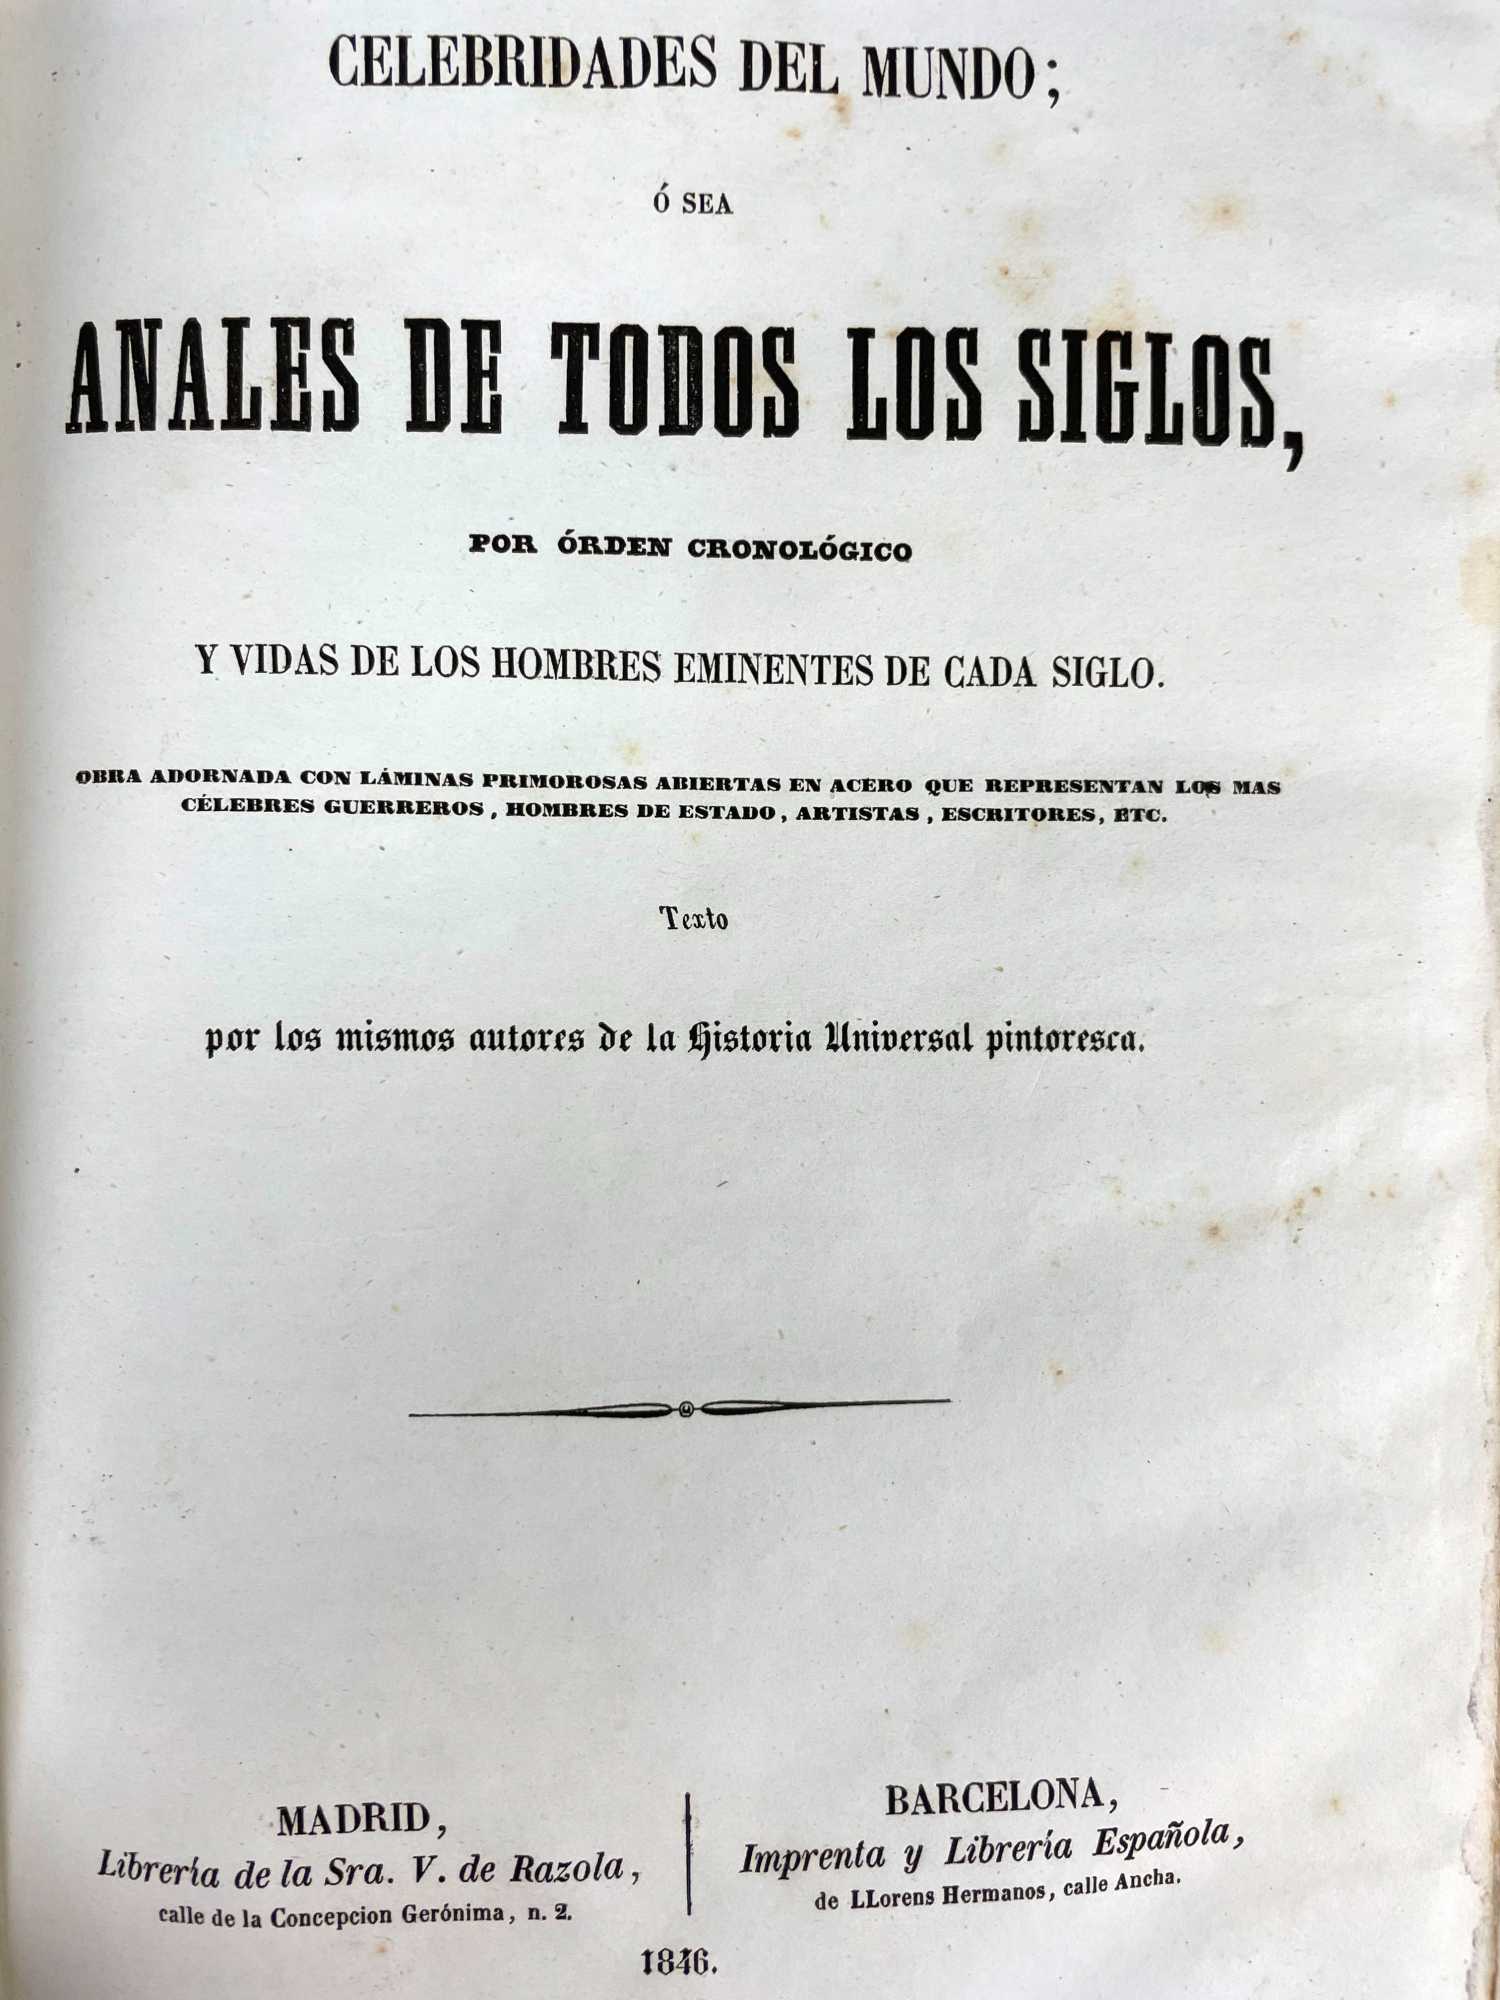 CELEBRIDADES DEL MUNDO;
Ó SEA
ANALES DE TODOS LOS SIGLOS,
POR ÓRDEN CRONOLÓGICO
Y VIDAS DE LOS HOMBRES EMINENTES DE CADA SIGLO.
OBRA ADORNADA CON LÁMINAS PRIMOROSAS ABIERTAS EN ACERO QUE REPRESENTAN LOS MAS
CÉLEBRES GUERREROS, HOMBRES DE ESTADO, ARTISTAS, ESCRITORES, ETC.
Texto
por los mismos autores de la Historia Universal pintoresca.
MADRID,
Librería de la Sra. V. de Razola,
calle de la Concepcion Gerónima, n. 2.
BARCELONA,
Imprenta y Librería Española,
de LLorens Hermanos, calle Ancha.
1846.